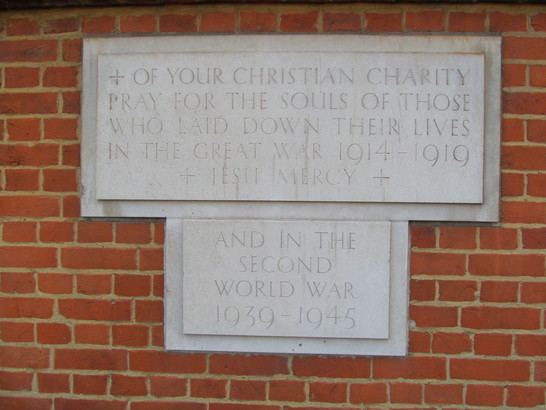 + OF YOUR CHRISTIAN CHARITY
PRAY FOR THE SOULS OF THOSE
WHO LAID DOWN THEIR LIVES
IN THE GREAT WAR 1914-1919
+ JESU MERCY +
AND IN THE
SECOND
WORLD WAR
1939-1945